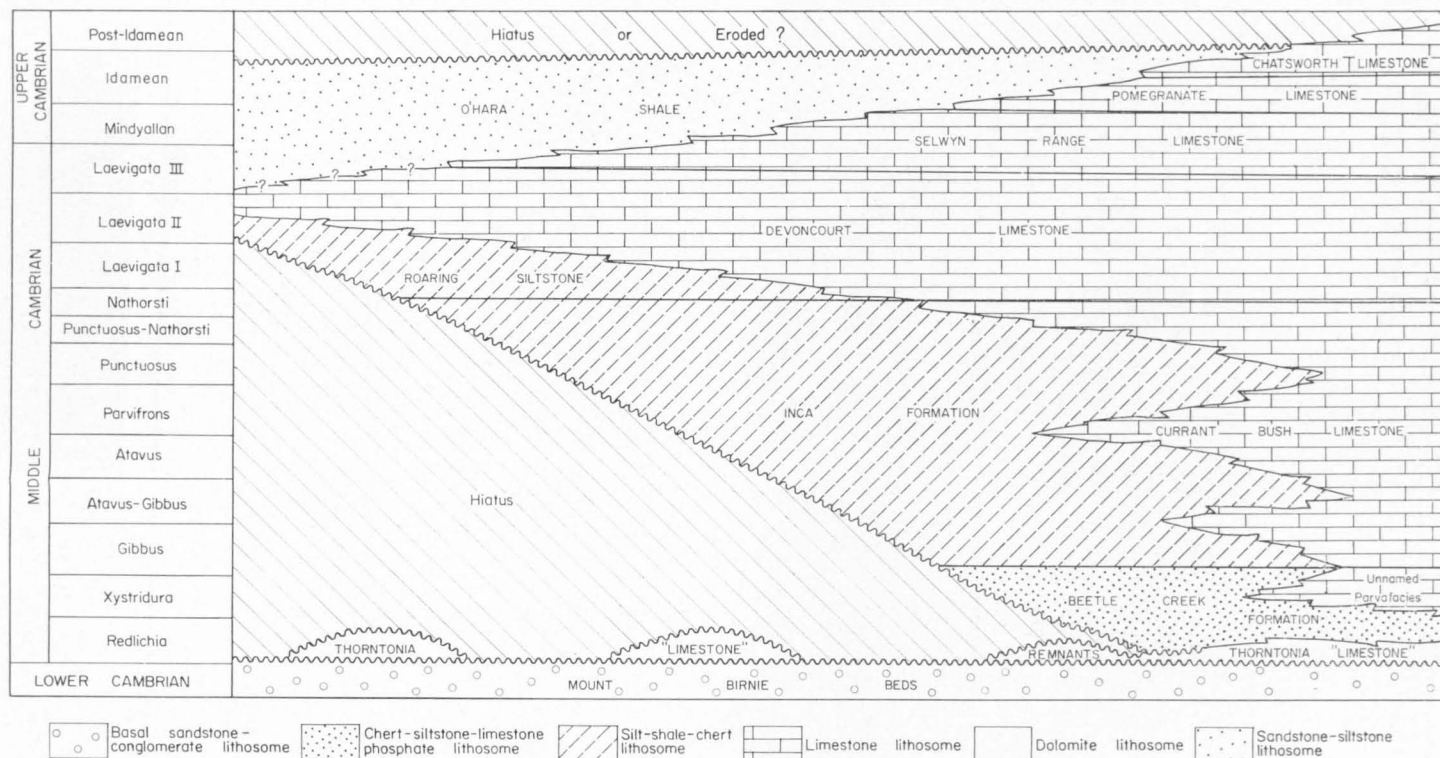 UPPER CAMBRIAN
Post-Idamean
Hiatus or Eroded ?
Idamean
CHATSWORTH LIMESTONE
O'HARA SHALE
POMEGRANATE LIMESTONE
Mindyallan
SELWYN RANGE LIMESTONE
MIDDLE CAMBRIAN
Laevigata III
? ? ?
Laevigata II
DEVONCOURT LIMESTONE
Laevigata I
ROARING SILTSTONE
Nathorsti
Punctuosus-Nathorsti
Punctuosus
Parvifrons
INCA FORMATION
CURRANT BUSH LIMESTONE
Atavus
Atavus-Gibbus
Hiatus
Gibbus
Xystridura
BEETLE CREEK FORMATION
Unnamed
Parvafacies
Redlichia
THORNTONIA "LIMESTONE" REMNANTS THORNTONIA "LIMESTONE"
LOWER CAMBRIAN
MOUNT BIRNIE BEDS
Basal sandstone-
conglomerate lithosome
Chert-siltstone-limestone
phosphate lithosome
Silt-shale-chert
lithosome
Limestone lithosome
Dolomite lithosome
Sandstone-siltstone
lithosome